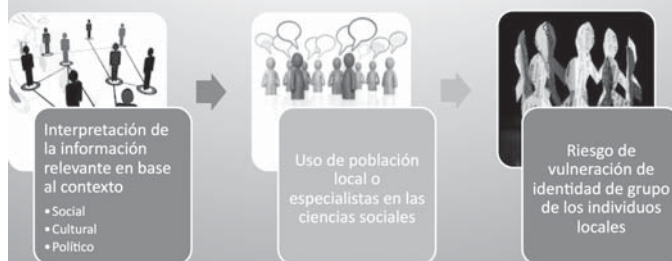 Interpretación de
la información
relevante en base
al contexto
• Social
• Cultural
• Político
Uso de población
local o
especialistas en las
ciencias sociales
Riesgo de
vulneración de
identidad de grupo
de los individuos
locales